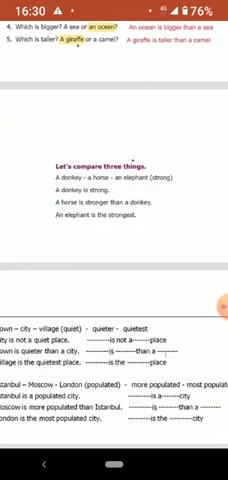 16:30
4G 76%
4. Which is bigger? A sea or an ocean? An ocean is bigger than a sea
5. Which is taller? A giraffe or a camel? A giraffe is taller than a camel
Let's compare three things.
A donkey - a horse - an elephant (strong)
A donkey is strong.
A horse is stronger than a donkey.
An elephant is the strongest.
own – city – village (quiet) - quieter - quietest
ity is not a quiet place. ---------is not a-------place
own is quieter than a city. ---------is-------than a -------
illage is the quietest place. ---------is the --------place
stanbul – Moscow - London (populated) - more populated - most populat
stanbul is a populated city. ---------is a------city
oscow is more populated than Istanbul. ---------is -------than a -------
ondon is the most populated city. ---------is the --------city